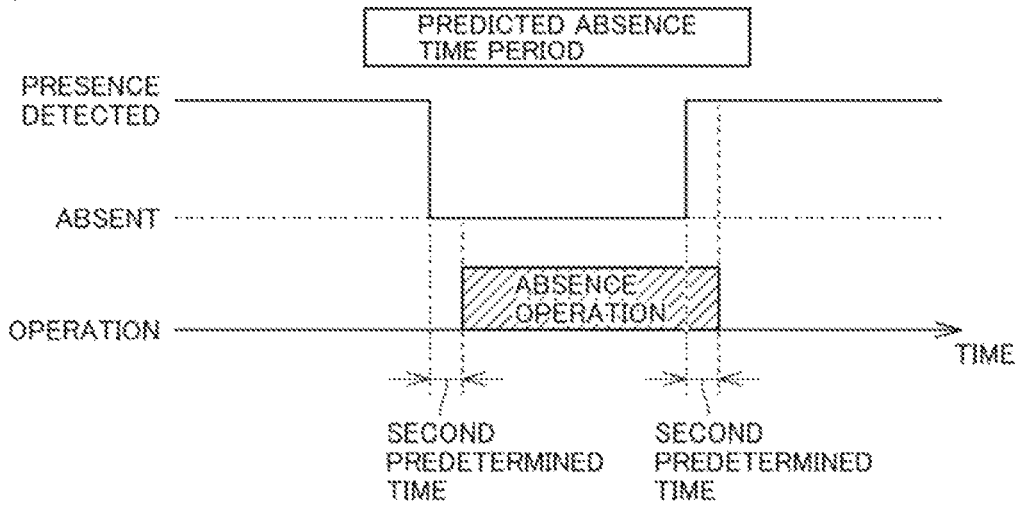 PREDICTED ABSENCE
TIME PERIOD
PRESENCE
DETECTED
ABSENT
ABSENCE
OPERATION
OPERATION
TIME
SECOND
PREDETERMINED
TIME
SECOND
PREDETERMINED
TIME